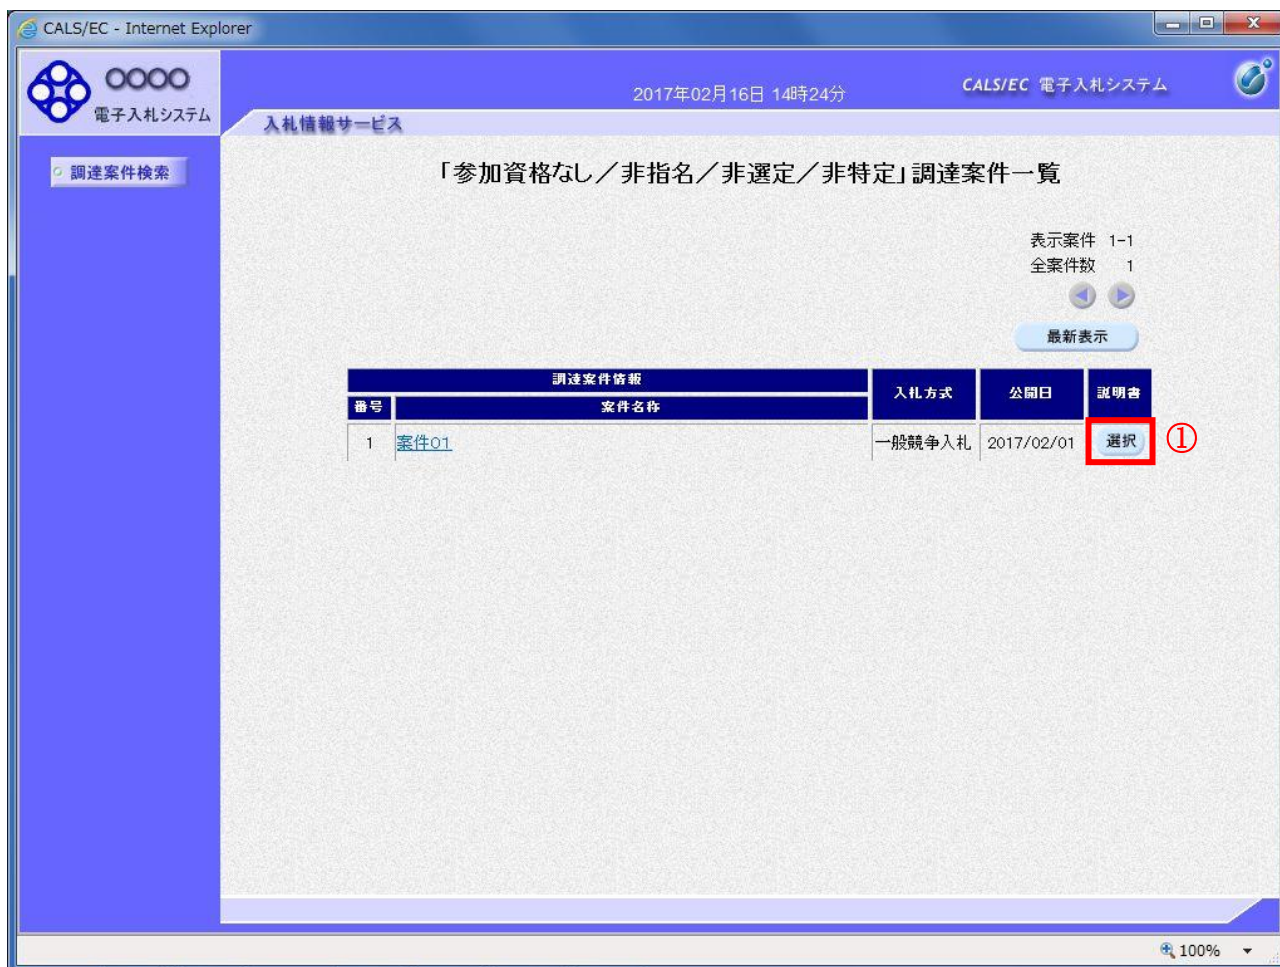 CALS/EC - Internet Explorer
○○○○
電子入札システム
2017年02月16日 14時24分
CALS/EC 電子入札システム
入札情報サービス
調達案件検索
「参加資格なし／非指名／非選定／非特定」調達案件一覧
表示案件 1-1
全案件数 1
最新表示
調達案件情報
入札方式
公開日
説明書
番号
案件名称
1 案件01 一般競争入札 2017/02/01 選択 ①
100%